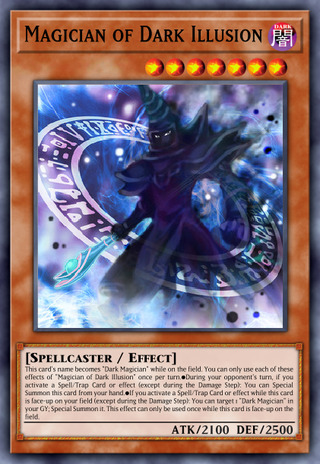 Magician of Dark Illusion
DARK
闇
[Spellcaster / Effect]
This card's name becomes "Dark Magician" while on the field. You can only use each of these
effects of "Magician of Dark Illusion" once per turn.●During your opponent's turn, if you
activate a Spell/Trap Card or effect (except during the Damage Step): You can Special
Summon this card from your hand.●If you activate a Spell/Trap Card or effect while this card
is face-up on your field (except during the Damage Step): You can target 1 "Dark Magician" in
your GY; Special Summon it. This effect can only be used once while this card is face-up on the
field.
ATK/2100 DEF/2500